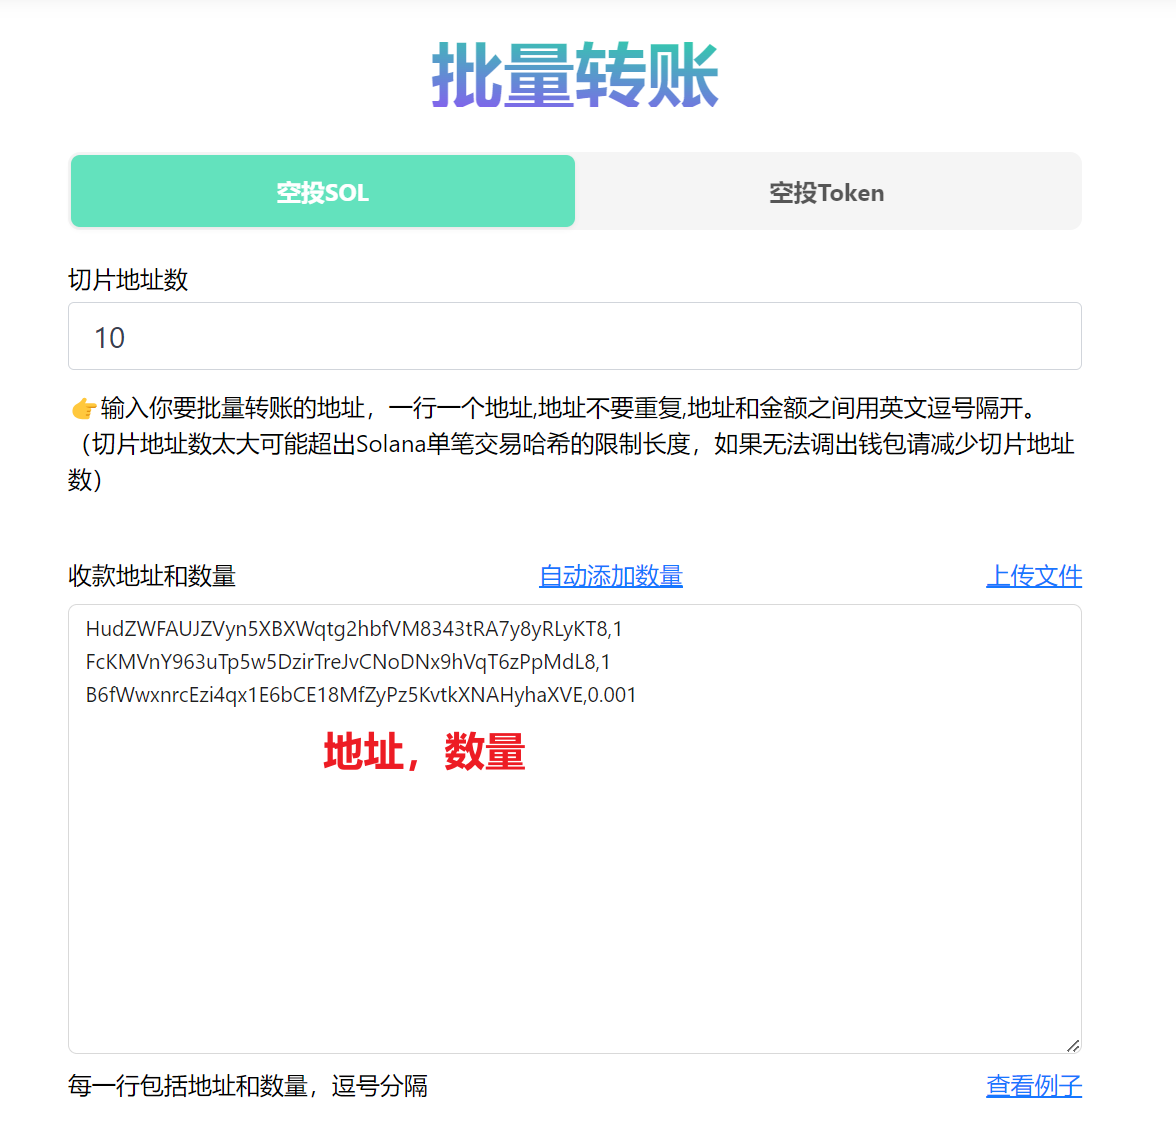 批量转账
空投SOL
空投Token
切片地址数
10
👉输入你要批量转账的地址，一行一个地址,地址不要重复,地址和金额之间用英文逗号隔开。
（切片地址数太大可能超出Solana单笔交易哈希的限制长度，如果无法调出钱包请减少切片地址
数）
收款地址和数量
自动添加数量
上传文件
HudZWFAUJZVyn5XBXWqtg2hbfVM8343tRA7y8yRLyKT8,1
FcKMVnY963uTp5w5DzirTreJvCNoDNx9hVqT6zPpMdL8,1
B6fWwxnrcEzi4qx1E6bCE18MfZyPz5KvtkXNAHyhaXVE,0.001
地址，数量
每一行包括地址和数量，逗号分隔
查看例子